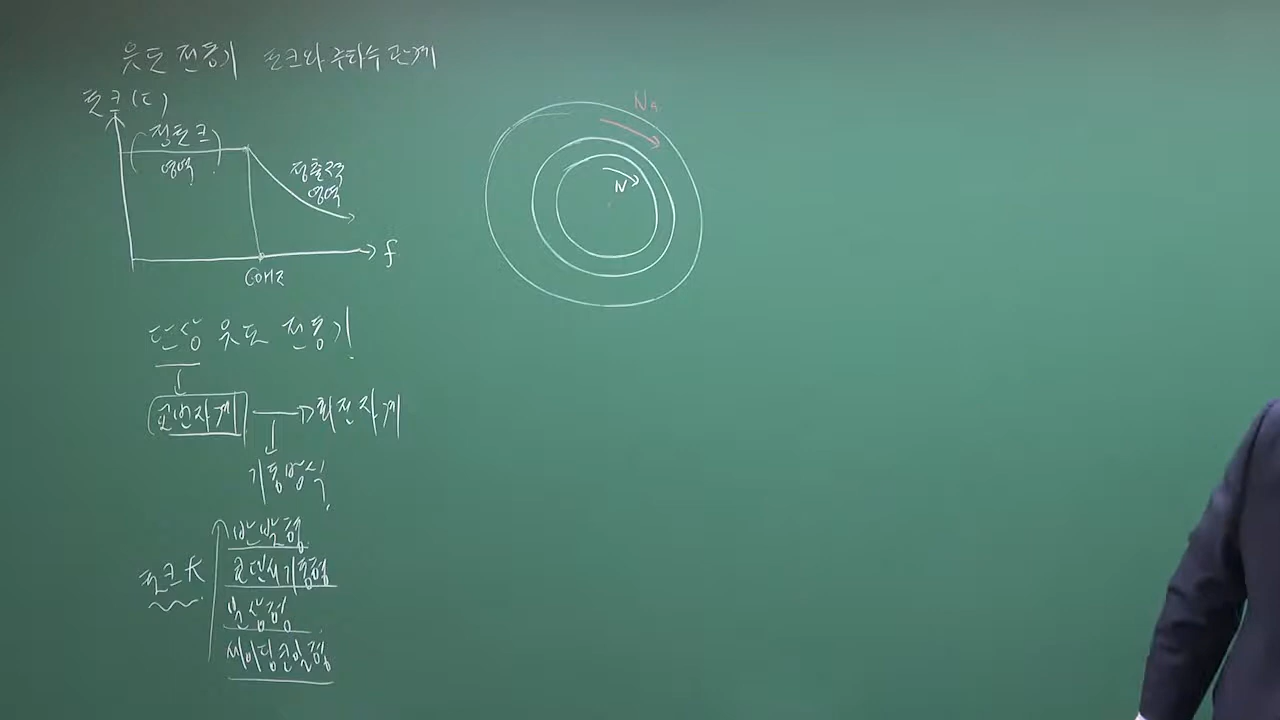 유도 전동기 토크와 주파수 관계
토크(τ)
정토크
영역
정출력
영역
f
60Hz
Ns
N
단상 유도 전동기
교번자계 → 회전자계
기동방식
반발형
토크 大
콘덴서기동형
분상형
세이딩코일형